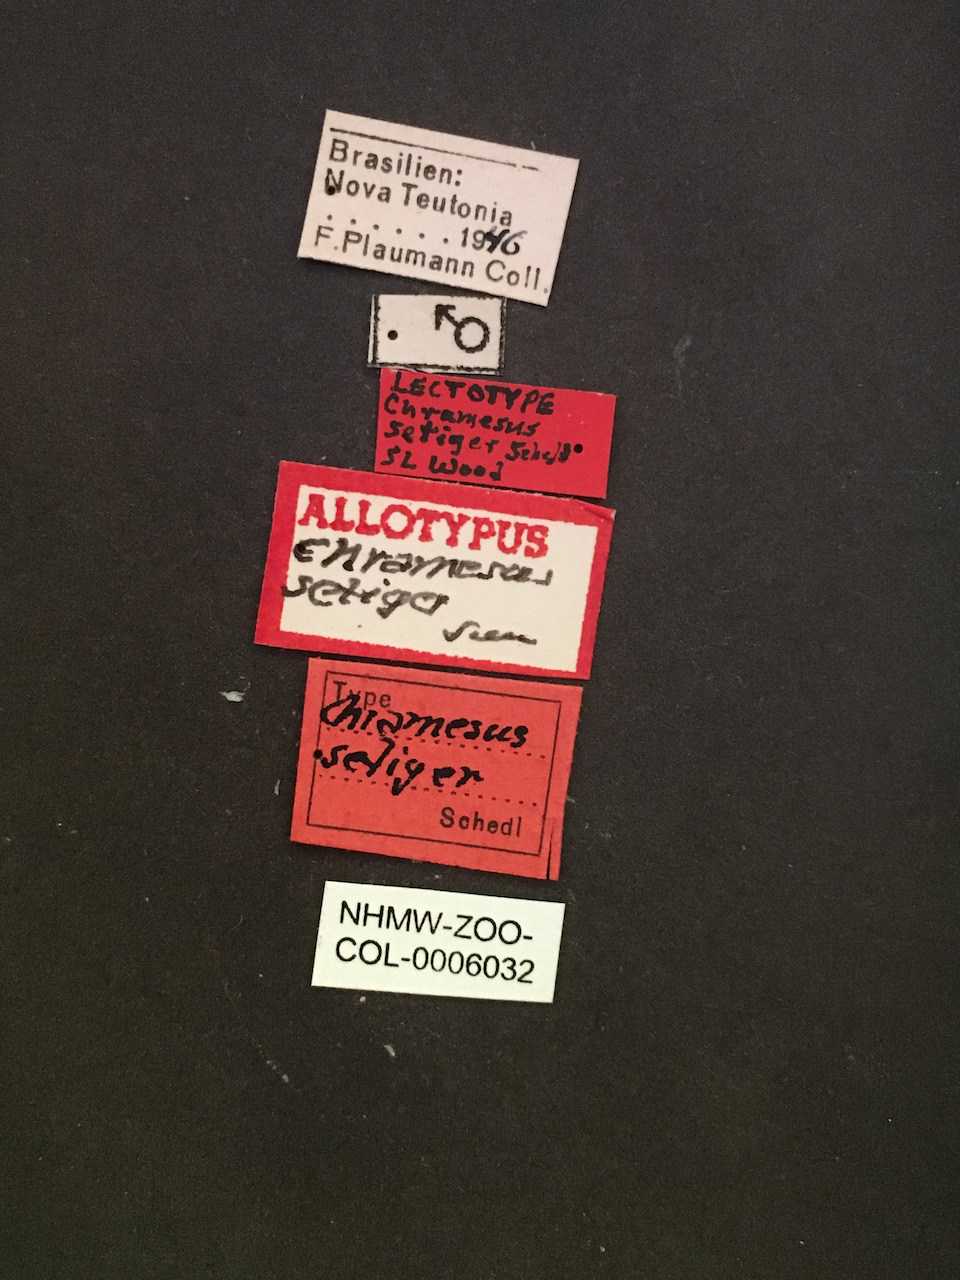 Brasilien:
Nova Teutonia
. . . . . . 1946
F.Plaumann Coll.
♂
LECTOTYPE
Chramesus
setiger Schedl
SL Wood
ALLOTYPUS
Chramesus
setiger
Type
Chramesus
setiger
Schedl
NHMW-ZOO-
COL-0006032